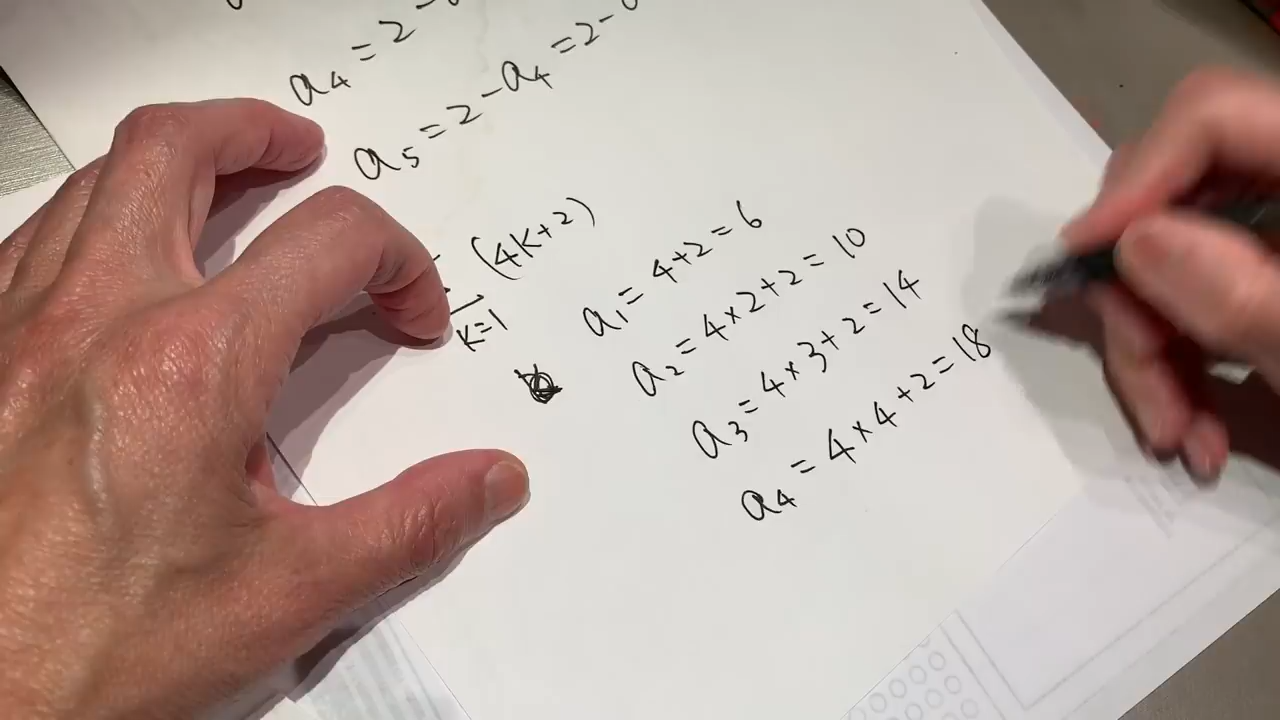 a4 = 2 -
a5 = 2 - a4 = 2 -
(4K+2)
K=1
a1 = 4+2 = 6
a2 = 4×2+2 = 10
a3 = 4×3+2 = 14
a4 = 4×4+2 = 18